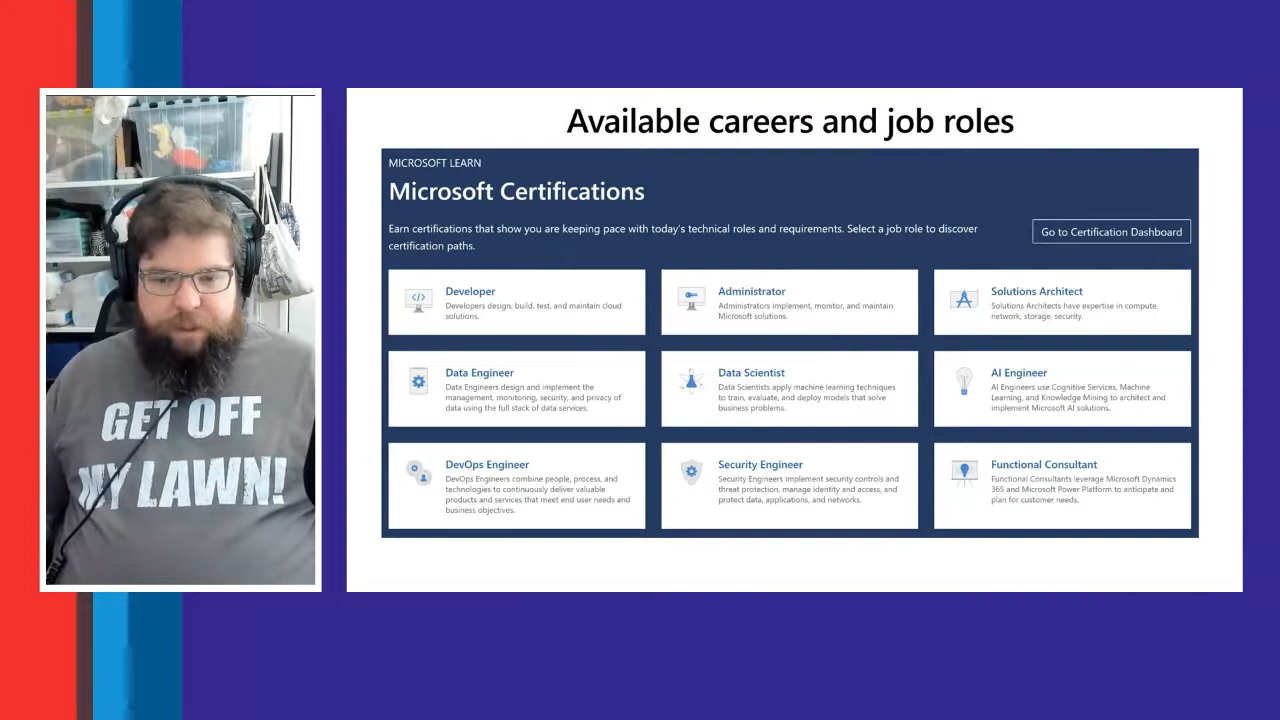 GET OFF
MY LAWN!
Available careers and job roles
MICROSOFT LEARN
Microsoft Certifications
Earn certifications that show you are keeping pace with today's technical roles and requirements. Select a job role to discover
certification paths.
Go to Certification Dashboard
Developer
Developers design, build, test, and maintain cloud
solutions.
Administrator
Administrators implement, monitor, and maintain
Microsoft solutions.
Solutions Architect
Solutions Architects have expertise in compute,
network, storage, security.
Data Engineer
Data Engineers design and implement the
management, monitoring, security, and privacy of
data using the full stack of data services.
Data Scientist
Data Scientists apply machine learning techniques
to train, evaluate, and deploy models that solve
business problems.
AI Engineer
AI Engineers use Cognitive Services, Machine
Learning, and Knowledge Mining to architect and
implement Microsoft AI solutions.
DevOps Engineer
DevOps Engineers combine people, process, and
technologies to continuously deliver valuable
products and services that meet end user needs and
business objectives.
Security Engineer
Security Engineers implement security controls and
threat protection, manage identity and access, and
protect data, applications, and networks.
Functional Consultant
Functional Consultants leverage Microsoft Dynamics
365 and Microsoft Power Platform to anticipate and
plan for customer needs.